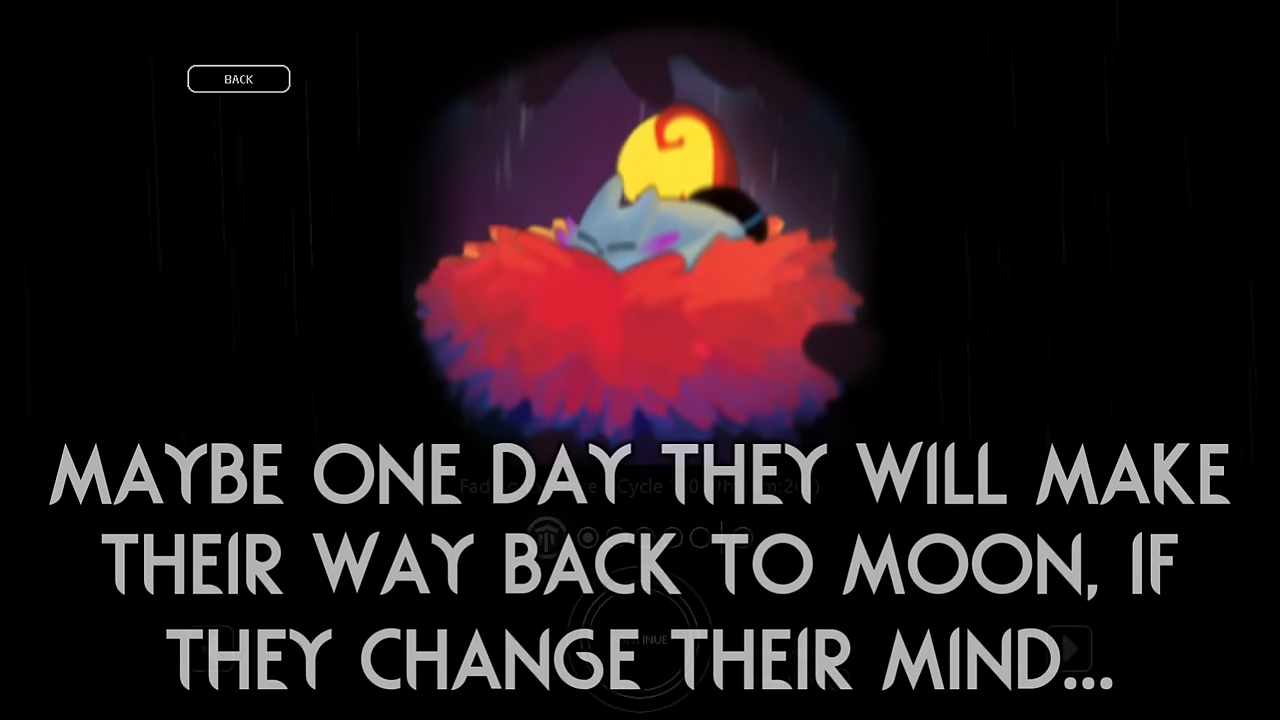 BACK
MAYBE ONE DAY THEY WILL MAKE
THEIR WAY BACK TO MOON, IF
THEY CHANGE THEIR MIND...